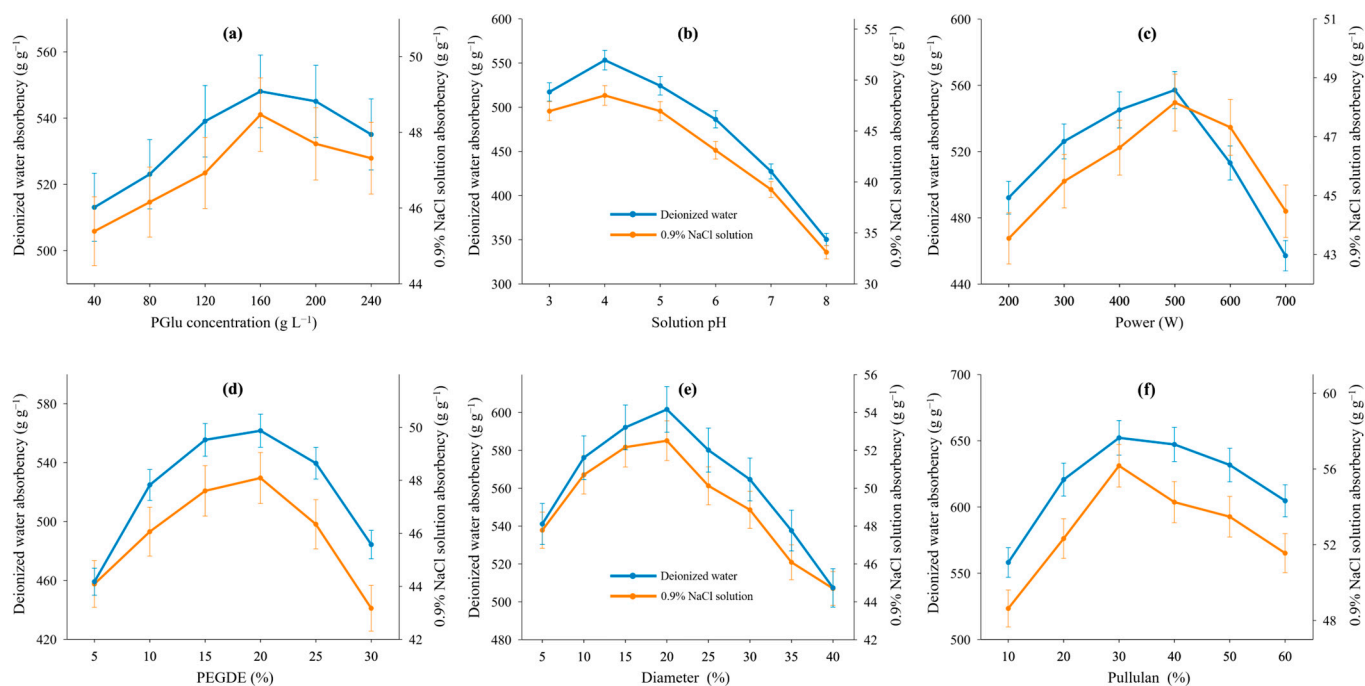 (a)
Deionized water absorbency (g g⁻¹)
560
540
520
500
50
48
46
44
0.9% NaCl solution absorbency (g g⁻¹)
40 80 120 160 200 240
PGlu concentration (g L⁻¹)
(b)
Deionized water absorbency (g g⁻¹)
600
550
500
450
400
350
300
55
50
45
40
35
30
0.9% NaCl solution absorbency (g g⁻¹)
Deionized water
0.9% NaCl solution
3 4 5 6 7 8
Solution pH
(c)
Deionized water absorbency (g g⁻¹)
600
560
520
480
440
51
49
47
45
43
0.9% NaCl solution absorbency (g g⁻¹)
200 300 400 500 600 700
Power (W)
(d)
Deionized water absorbency (g g⁻¹)
580
540
500
460
420
50
48
46
44
42
0.9% NaCl solution absorbency (g g⁻¹)
5 10 15 20 25 30
PEGDE (%)
(e)
Deionized water absorbency (g g⁻¹)
600
580
560
540
520
500
480
56
54
52
50
48
46
44
42
0.9% NaCl solution absorbency (g g⁻¹)
Deionized water
0.9% NaCl solution
5 10 15 20 25 30 35 40
Diameter (%)
(f)
Deionized water absorbency (g g⁻¹)
700
650
600
550
500
60
56
52
48
0.9% NaCl solution absorbency (g g⁻¹)
10 20 30 40 50 60
Pullulan (%)